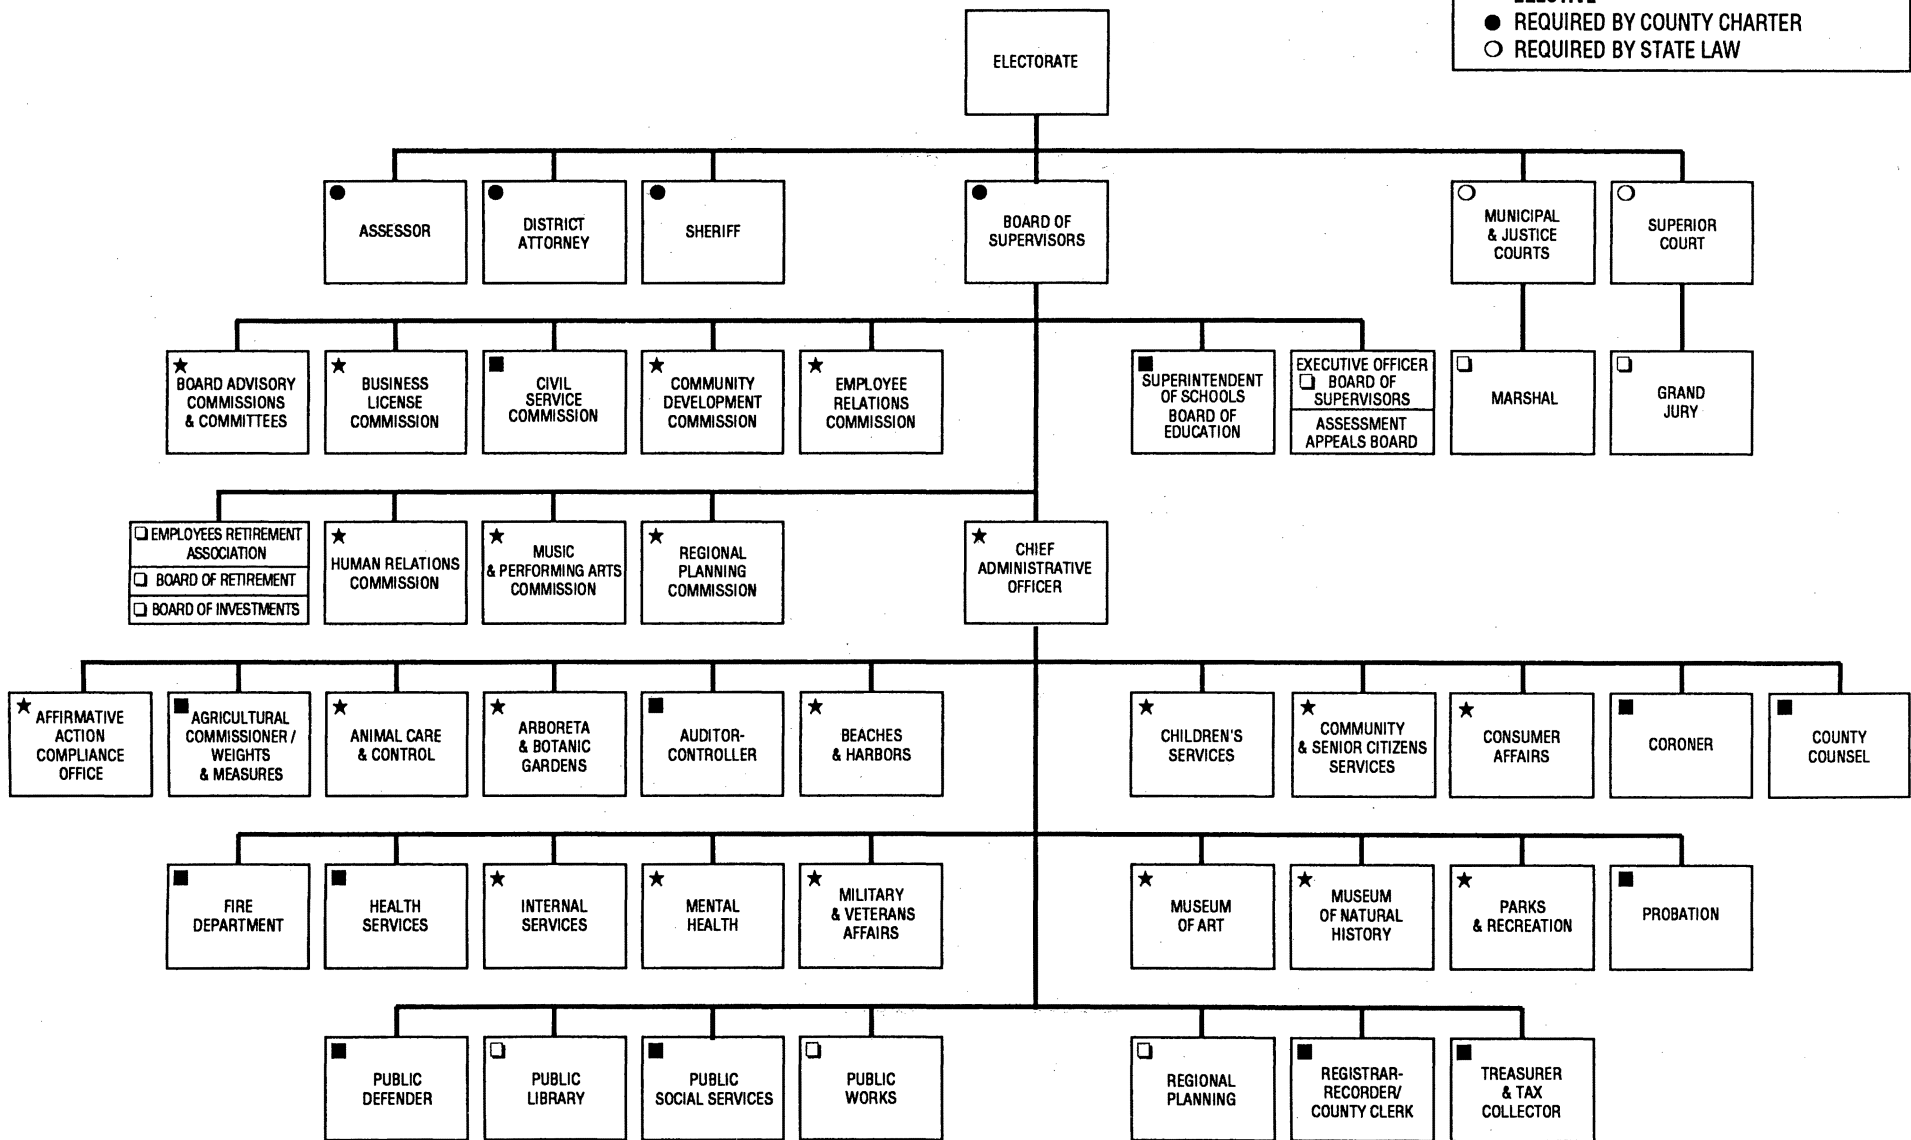 ELECTIVE
● REQUIRED BY COUNTY CHARTER
○ REQUIRED BY STATE LAW
ELECTORATE
ASSESSOR
DISTRICT
ATTORNEY
SHERIFF
BOARD OF
SUPERVISORS
MUNICIPAL
& JUSTICE
COURTS
SUPERIOR
COURT
BOARD ADVISORY
COMMISSIONS
& COMMITTEES
BUSINESS
LICENSE
COMMISSION
CIVIL
SERVICE
COMMISSION
COMMUNITY
DEVELOPMENT
COMMISSION
EMPLOYEE
RELATIONS
COMMISSION
SUPERINTENDENT
OF SCHOOLS
BOARD OF
EDUCATION
EXECUTIVE OFFICER
BOARD OF
SUPERVISORS
ASSESSMENT
APPEALS BOARD
MARSHAL
GRAND
JURY
EMPLOYEES RETIREMENT
ASSOCIATION
BOARD OF RETIREMENT
BOARD OF INVESTMENTS
HUMAN RELATIONS
COMMISSION
MUSIC
& PERFORMING ARTS
COMMISSION
REGIONAL
PLANNING
COMMISSION
CHIEF
ADMINISTRATIVE
OFFICER
AFFIRMATIVE
ACTION
COMPLIANCE
OFFICE
AGRICULTURAL
COMMISSIONER /
WEIGHTS
& MEASURES
ANIMAL CARE
& CONTROL
ARBORETA
& BOTANIC
GARDENS
AUDITOR-
CONTROLLER
BEACHES
& HARBORS
CHILDREN'S
SERVICES
COMMUNITY
& SENIOR CITIZENS
SERVICES
CONSUMER
AFFAIRS
CORONER
COUNTY
COUNSEL
FIRE
DEPARTMENT
HEALTH
SERVICES
INTERNAL
SERVICES
MENTAL
HEALTH
MILITARY
& VETERANS
AFFAIRS
MUSEUM
OF ART
MUSEUM
OF NATURAL
HISTORY
PARKS
& RECREATION
PROBATION
PUBLIC
DEFENDER
PUBLIC
LIBRARY
PUBLIC
SOCIAL SERVICES
PUBLIC
WORKS
REGIONAL
PLANNING
REGISTRAR-
RECORDER/
COUNTY CLERK
TREASURER
& TAX
COLLECTOR